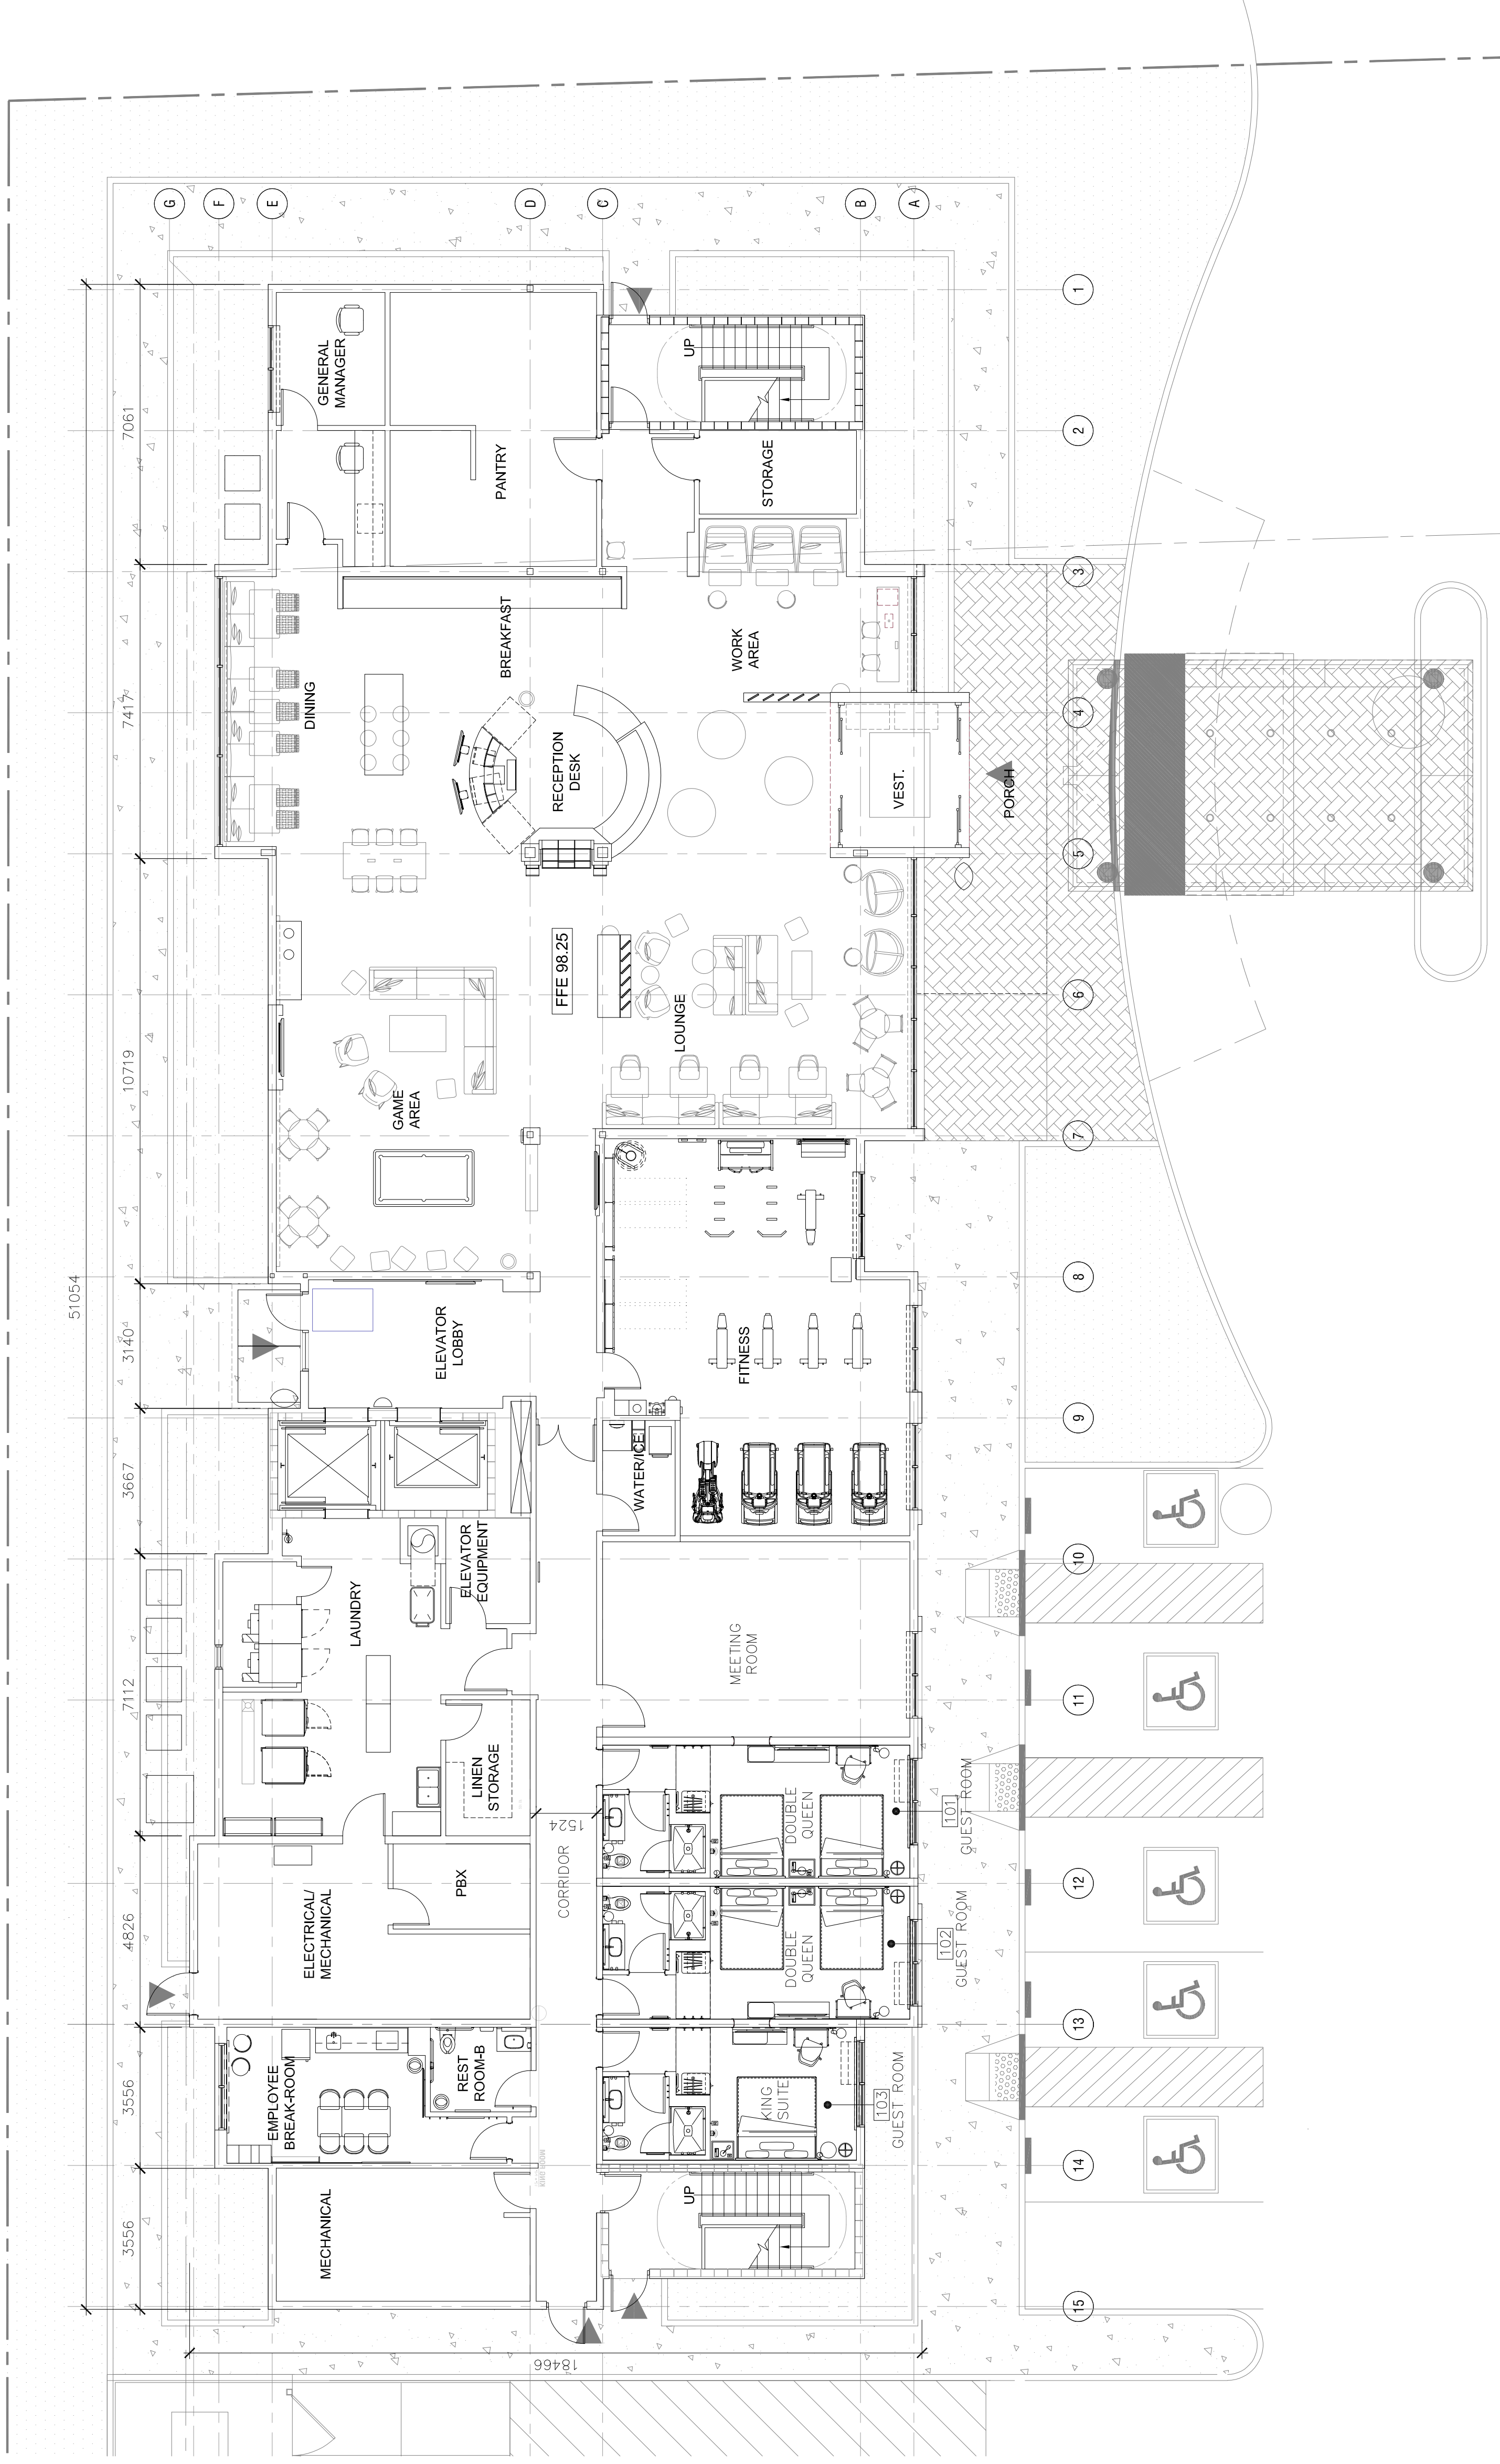 G
F
E
D
C
B
A
1
2
3
4
5
6
7
8
9
10
11
12
13
14
15
51054
7061
7417
10719
3140
3667
7112
4826
3556
3556
18466
1524
GENERAL
MANAGER
PANTRY
UP
STORAGE
DINING
BREAKFAST
WORK
AREA
RECEPTION
DESK
VEST.
PORCH
FFE 98.25
LOUNGE
GAME
AREA
ELEVATOR
LOBBY
FITNESS
WATER/ICE
ELEVATOR
EQUIPMENT
LAUNDRY
MEETING
ROOM
LINEN
STORAGE
CORRIDOR
DOUBLE
QUEEN
101
GUEST ROOM
PBX
ELECTRICAL/
MECHANICAL
DOUBLE
QUEEN
102
GUEST ROOM
EMPLOYEE
BREAK-ROOM
REST
ROOM-B
KING
SUITE
103
GUEST ROOM
MECHANICAL
UP